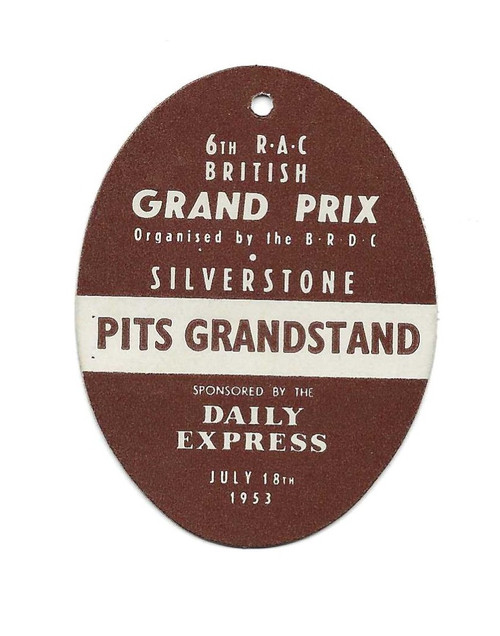 6TH R·A·C
BRITISH
GRAND PRIX
Organised by the B·R·D·C
SILVERSTONE
PITS GRANDSTAND
SPONSORED BY THE
DAILY
EXPRESS
JULY 18TH
1953